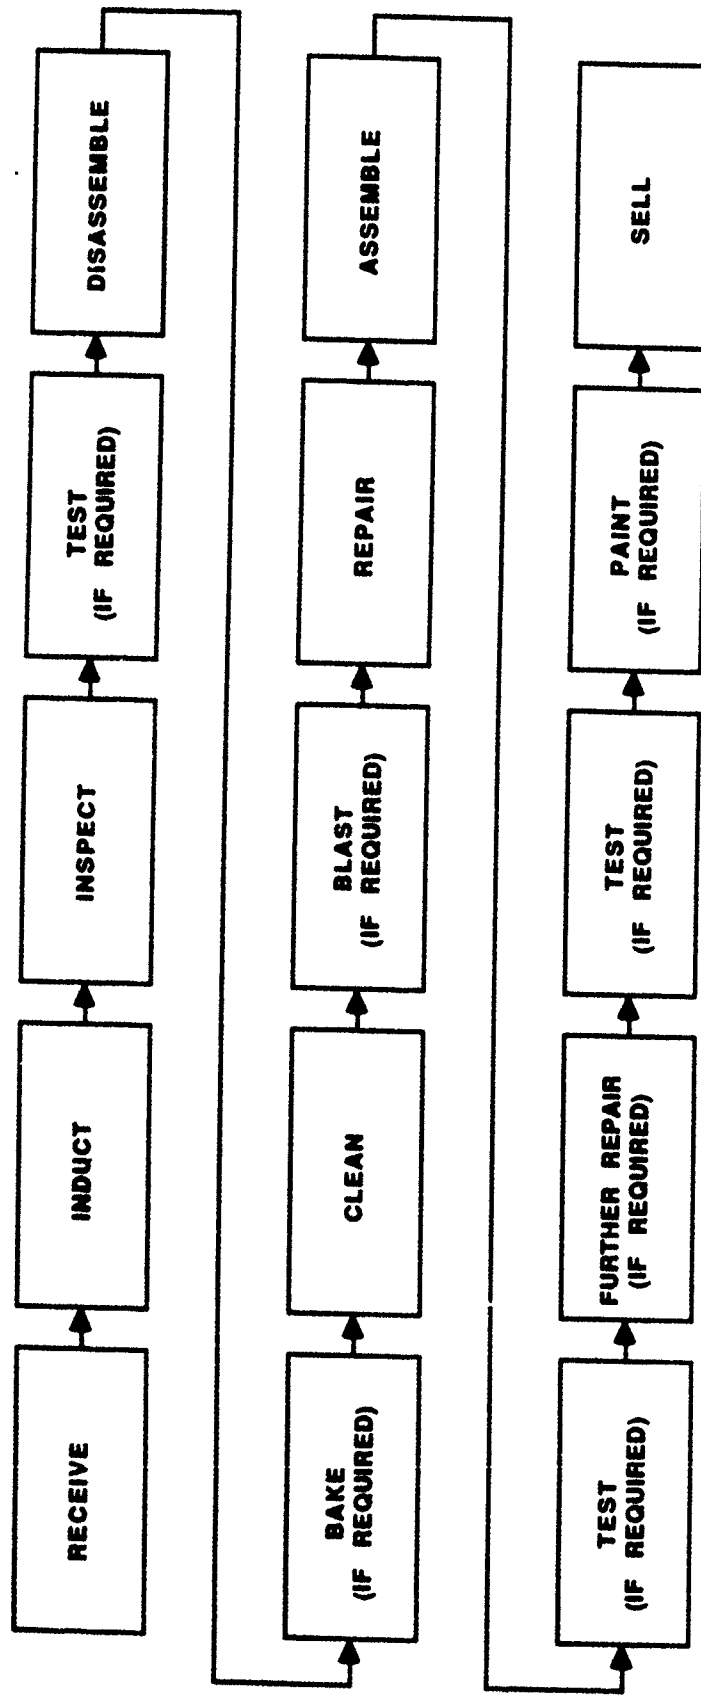 RECEIVE
INDUCT
INSPECT
TEST
(IF REQUIRED)
DISASSEMBLE
BAKE
(IF REQUIRED)
CLEAN
BLAST
(IF REQUIRED)
REPAIR
ASSEMBLE
TEST
(IF REQUIRED)
FURTHER REPAIR
(IF REQUIRED)
TEST
(IF REQUIRED)
PAINT
(IF REQUIRED)
SELL